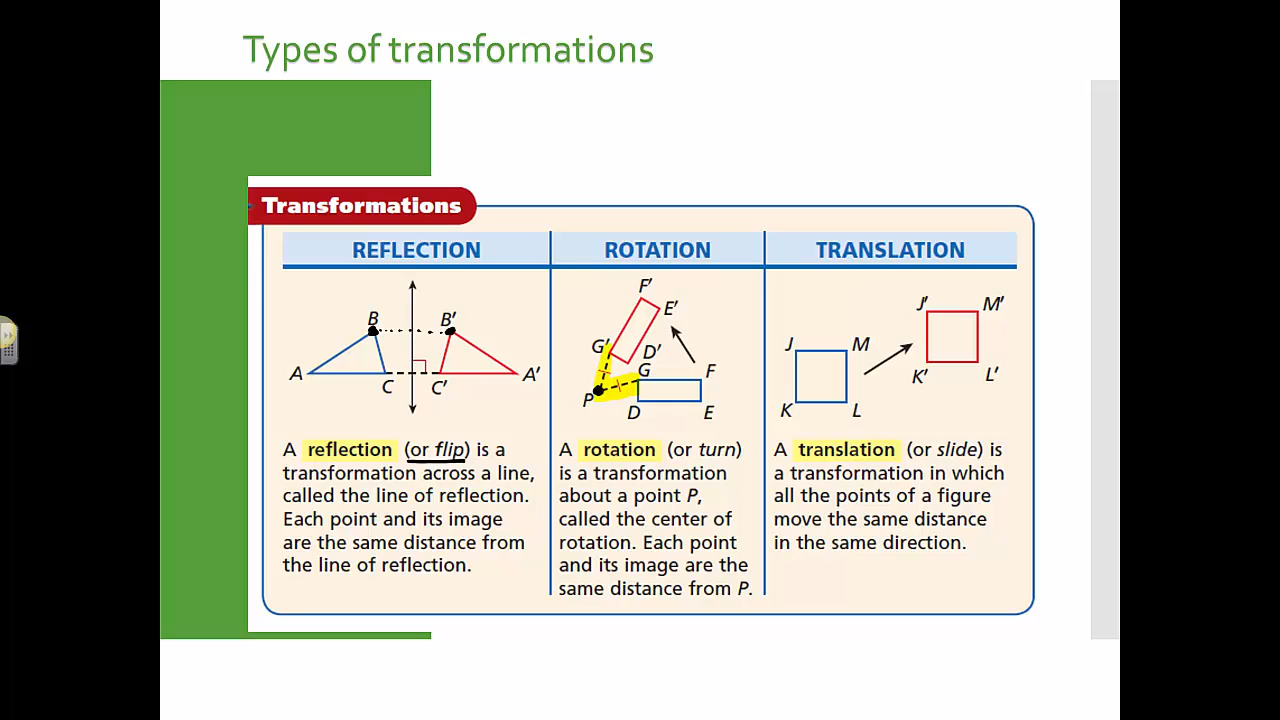 Types of transformations
Transformations
REFLECTION
B
B'
A
C
C'
A'
A reflection (or flip) is a
transformation across a line,
called the line of reflection.
Each point and its image
are the same distance from
the line of reflection.
ROTATION
F'
E'
G'
D'
G
F
P
D
E
A rotation (or turn)
is a transformation
about a point P,
called the center of
rotation. Each point
and its image are the
same distance from P.
TRANSLATION
J'
M'
J
M
K'
L'
K
L
A translation (or slide) is
a transformation in which
all the points of a figure
move the same distance
in the same direction.